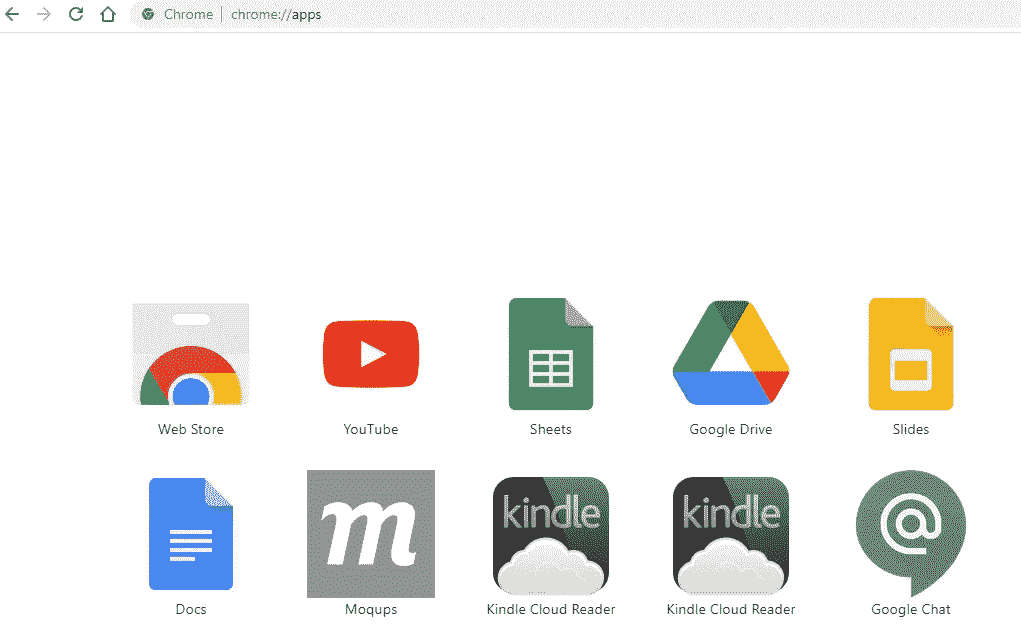 Chrome | chrome://apps
Web Store YouTube Sheets Google Drive Slides
m kindle kindle @
Docs Moqups Kindle Cloud Reader Kindle Cloud Reader Google Chat